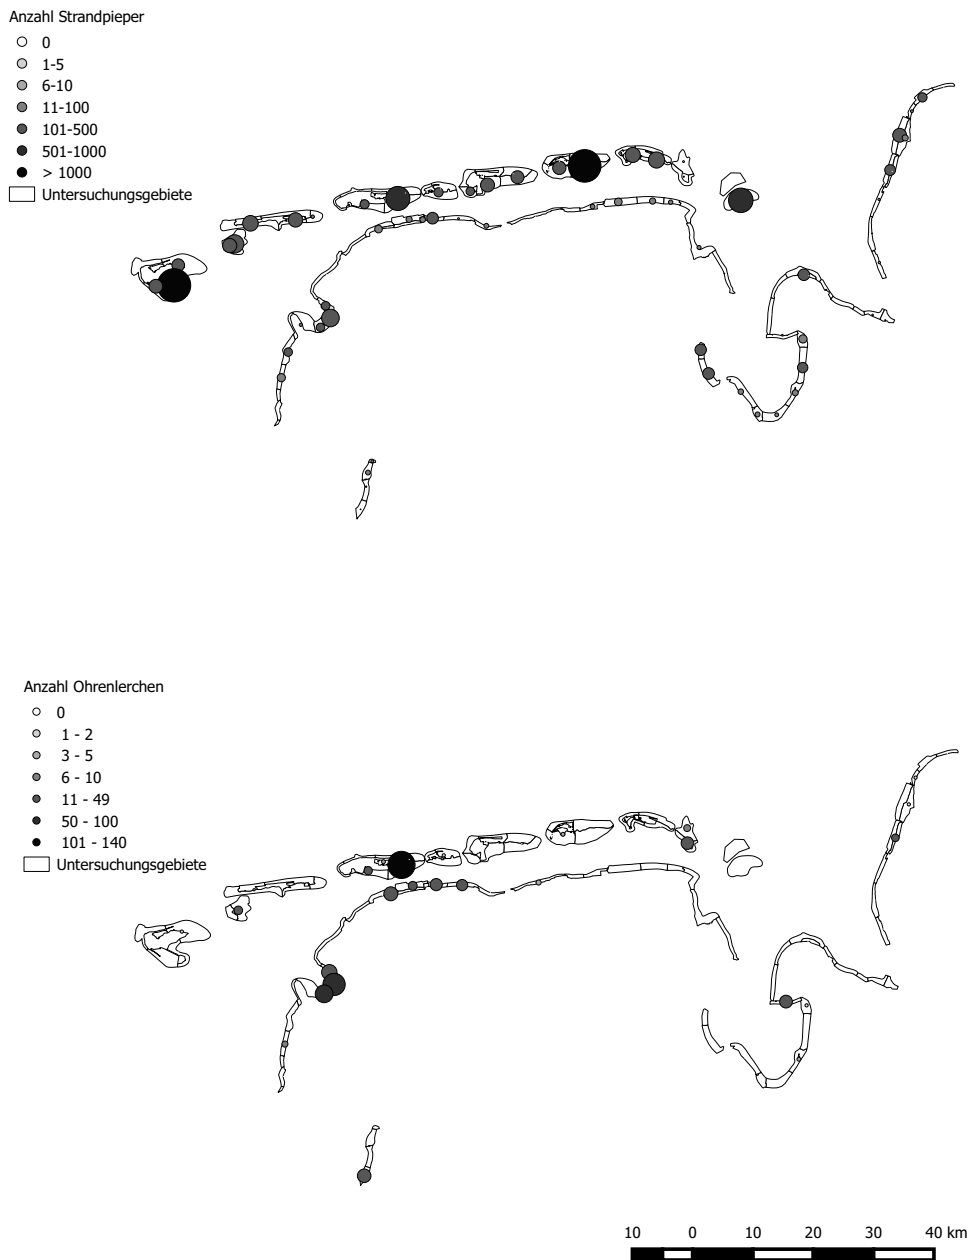 Anzahl Strandpieper
0
1-5
6-10
11-100
101-500
501-1000
> 1000
Untersuchungsgebiete
Anzahl Ohrenlerchen
0
1 - 2
3 - 5
6 - 10
11 - 49
50 - 100
101 - 140
Untersuchungsgebiete
10 0 10 20 30 40 km